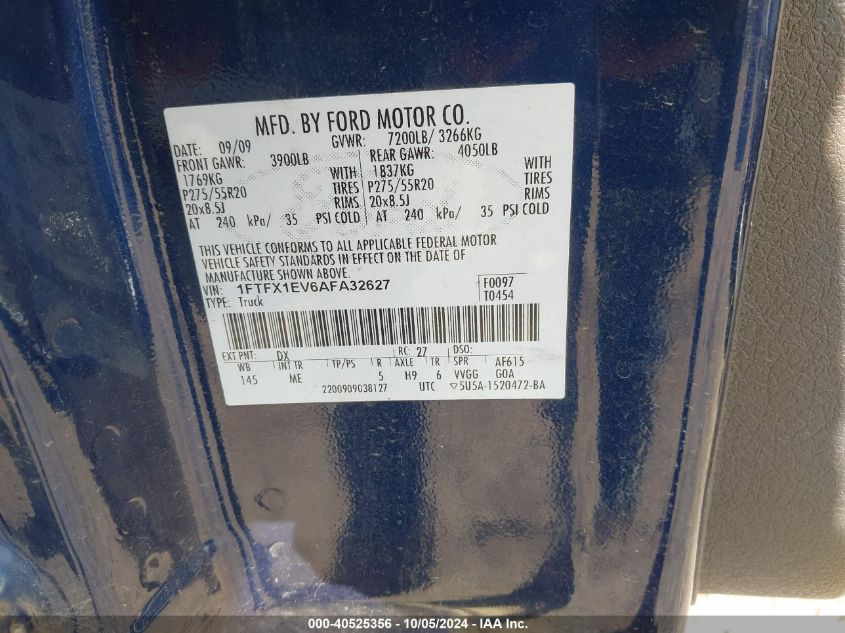 MFD. BY FORD MOTOR CO.
DATE: 09/09 GVWR: 7200LB/ 3266KG
FRONT GAWR: 3900LB REAR GAWR: 4050LB
1769KG WITH 1837KG WITH
P275/55R20 TIRES P275/55R20 TIRES
20x8.5J RIMS 20x8.5J RIMS
AT 240 kPa/ 35 PSI COLD AT 240 kPa/ 35 PSI COLD
THIS VEHICLE CONFORMS TO ALL APPLICABLE FEDERAL MOTOR
VEHICLE SAFETY STANDARDS IN EFFECT ON THE DATE OF
MANUFACTURE SHOWN ABOVE.
VIN: 1FTFX1EV6AFA32627 F0097
TYPE: Truck T0454
EXT PNT: DX RC: 27 DSO:
WB INT TR TP/PS R AXLE TR SPR AF615
145 ME 5 H9 6 VVGG GOA
2200909038127 UTC ▽5U5A-1520472-BA
000-40525356 - 10/05/2024 - IAAI.com